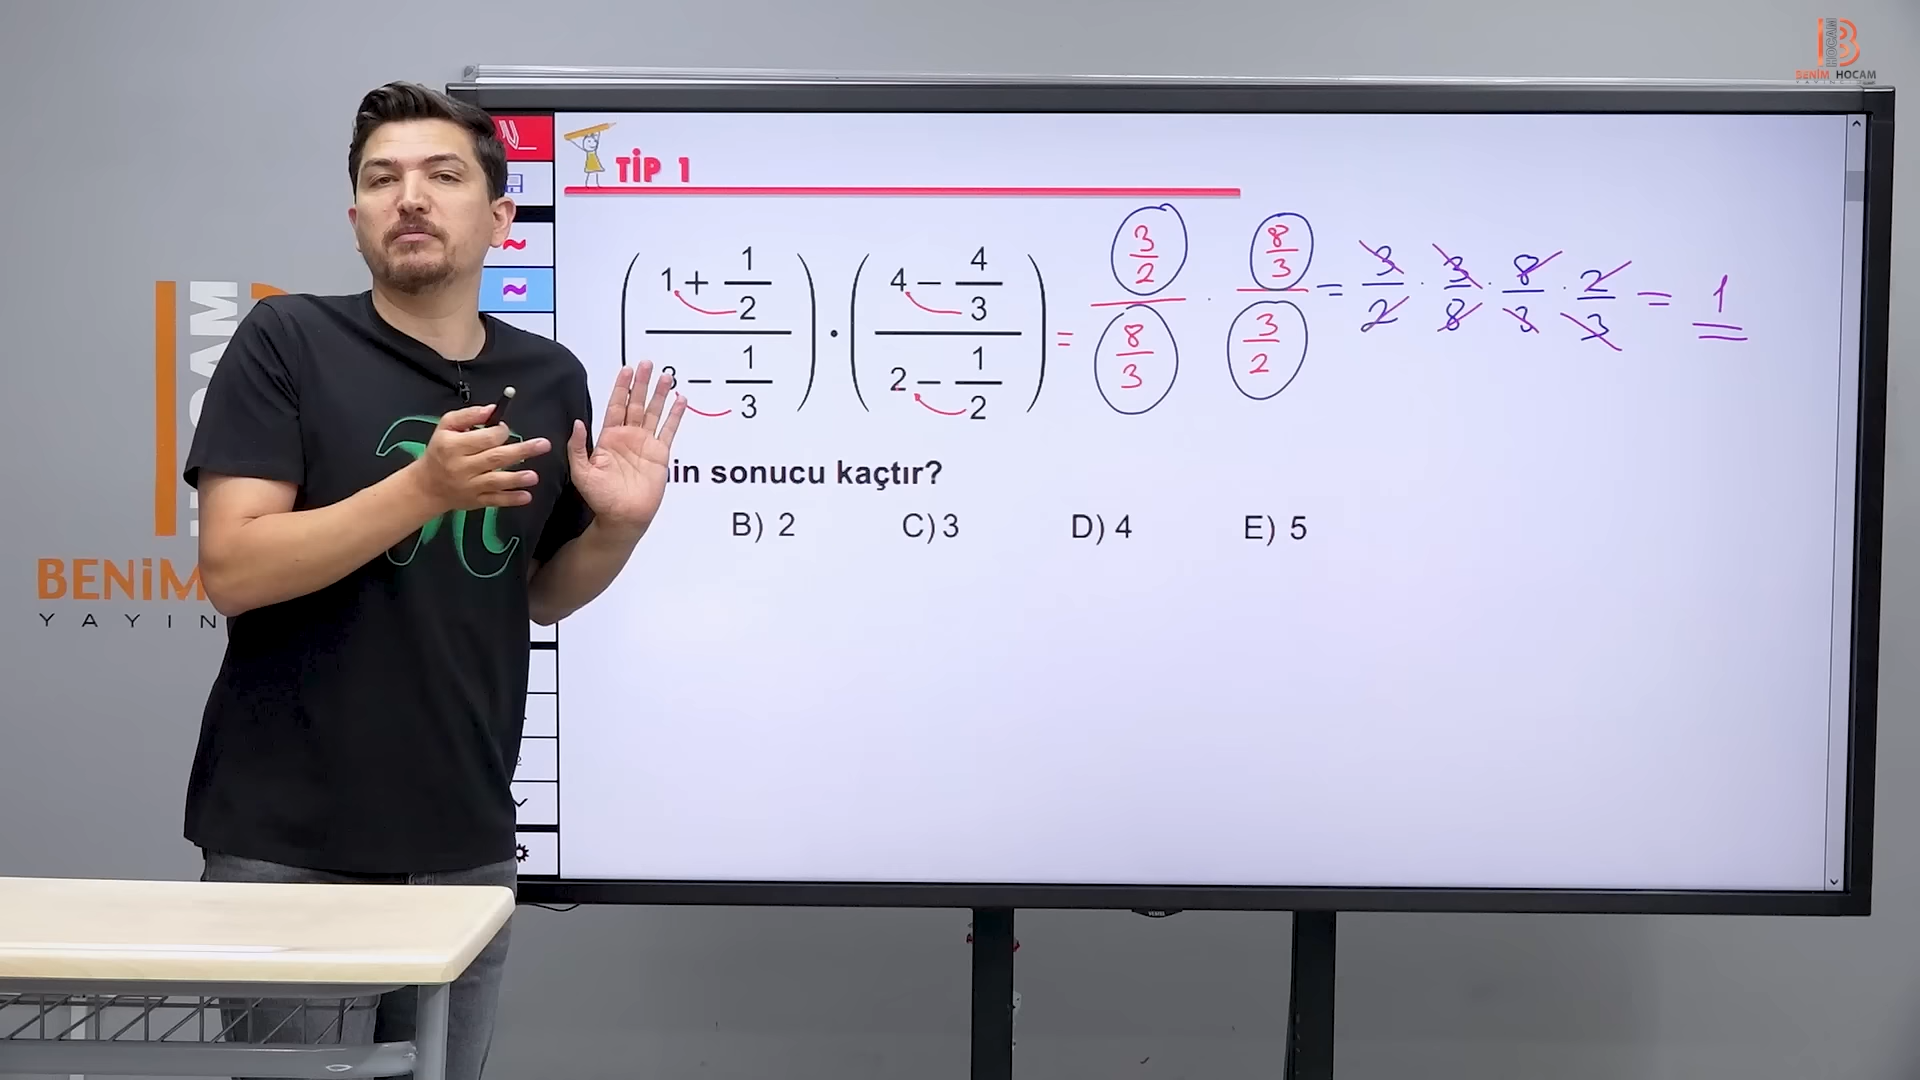 BENİM HOCAM
TİP 1
(1 + 1/2 / 3 − 1/3) · (4 − 4/3 / 2 − 1/2) = 3/2 / 8/3 · 8/3 / 3/2 = 3/2 · 3/8 · 8/3 · 2/3 = 1
in sonucu kaçtır?
B) 2 C) 3 D) 4 E) 5
BENİM
YAYIN